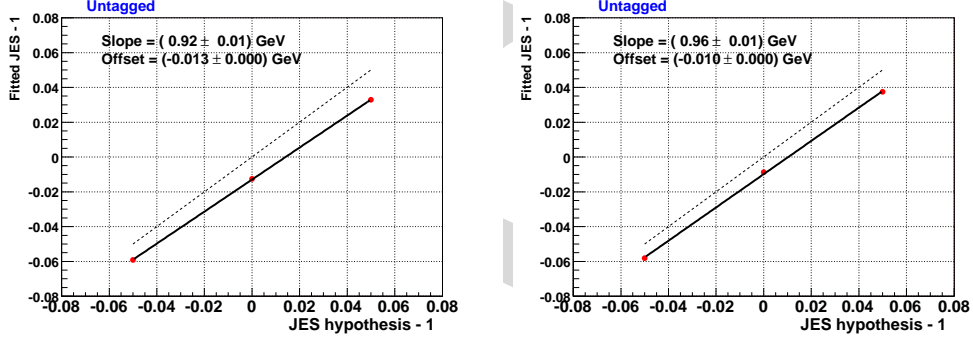 Untagged
Slope = ( 0.92 ± 0.01) GeV
Offset = (-0.013 ± 0.000) GeV
Fitted JES - 1
0.08
0.06
0.04
0.02
0
-0.02
-0.04
-0.06
-0.08
-0.08 -0.06 -0.04 -0.02 0 0.02 0.04 0.06 0.08
JES hypothesis - 1
Untagged
Slope = ( 0.96 ± 0.01) GeV
Offset = (-0.010 ± 0.000) GeV
Fitted JES - 1
0.08
0.06
0.04
0.02
0
-0.02
-0.04
-0.06
-0.08
-0.08 -0.06 -0.04 -0.02 0 0.02 0.04 0.06 0.08
JES hypothesis - 1